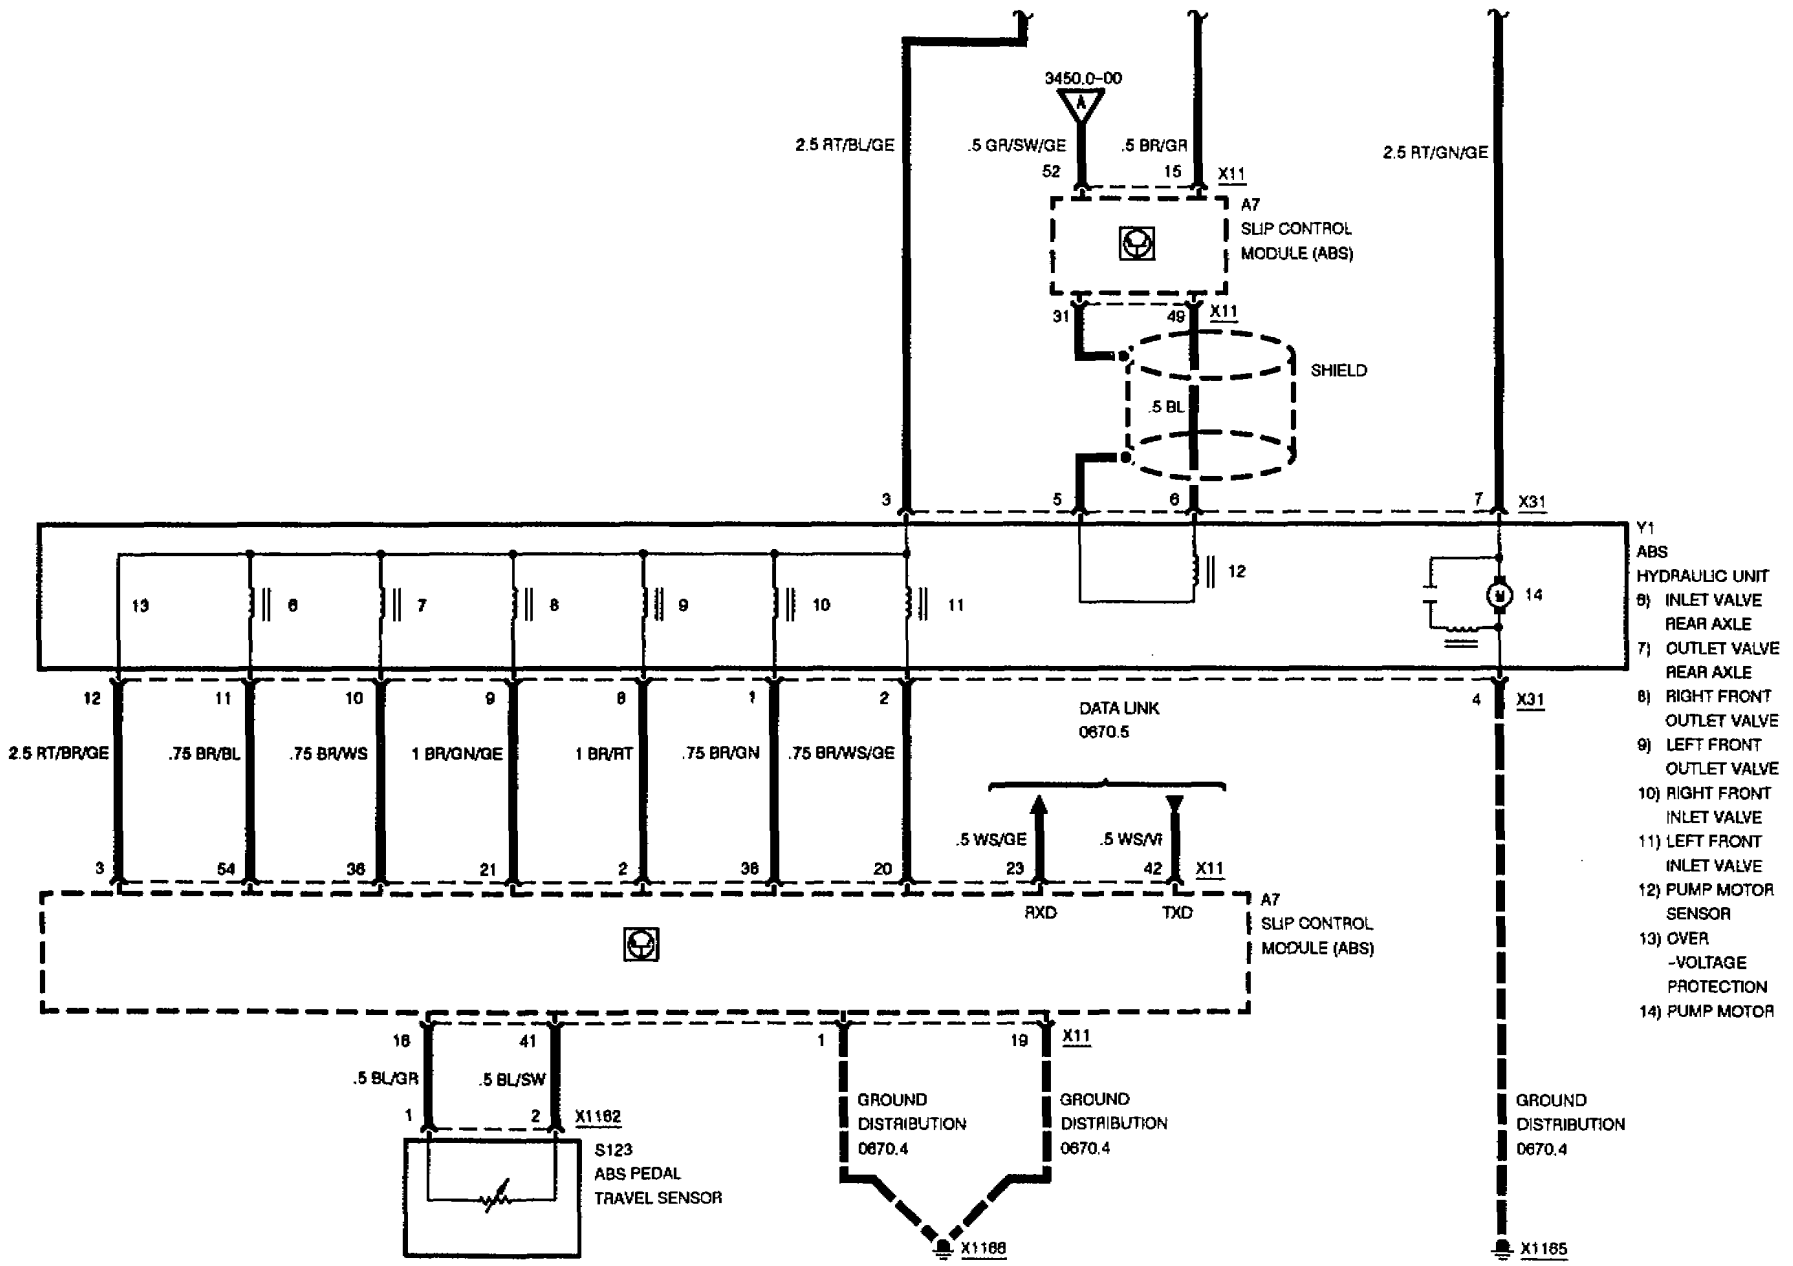 3450.0-00
A
2.5 RT/BL/GE
.5 GR/SW/GE
.5 BR/GR
2.5 RT/GN/GE
52
15
X11
A7
SLIP CONTROL
MODULE (ABS)
31
49
X11
SHIELD
.5 BL
3
5
6
7
X31
Y1
ABS
HYDRAULIC UNIT
6) INLET VALVE
REAR AXLE
7) OUTLET VALVE
REAR AXLE
8) RIGHT FRONT
OUTLET VALVE
9) LEFT FRONT
OUTLET VALVE
10) RIGHT FRONT
INLET VALVE
11) LEFT FRONT
INLET VALVE
12) PUMP MOTOR
SENSOR
13) OVER
-VOLTAGE
PROTECTION
14) PUMP MOTOR
13
6
7
8
9
10
11
12
M
14
12
11
10
9
8
1
2
4
X31
DATA LINK
0670.5
2.5 RT/BR/GE
.75 BR/BL
.75 BR/WS
1 BR/GN/GE
1 BR/RT
.75 BR/GN
.75 BR/WS/GE
.5 WS/GE
.5 WS/VI
3
54
36
21
2
38
20
23
42
X11
RXD
TXD
A7
SLIP CONTROL
MODULE (ABS)
18
41
1
19
X11
.5 BL/GR
.5 BL/SW
1
2
X1162
S123
ABS PEDAL
TRAVEL SENSOR
GROUND
DISTRIBUTION
0670.4
GROUND
DISTRIBUTION
0670.4
GROUND
DISTRIBUTION
0670.4
X1166
X1165